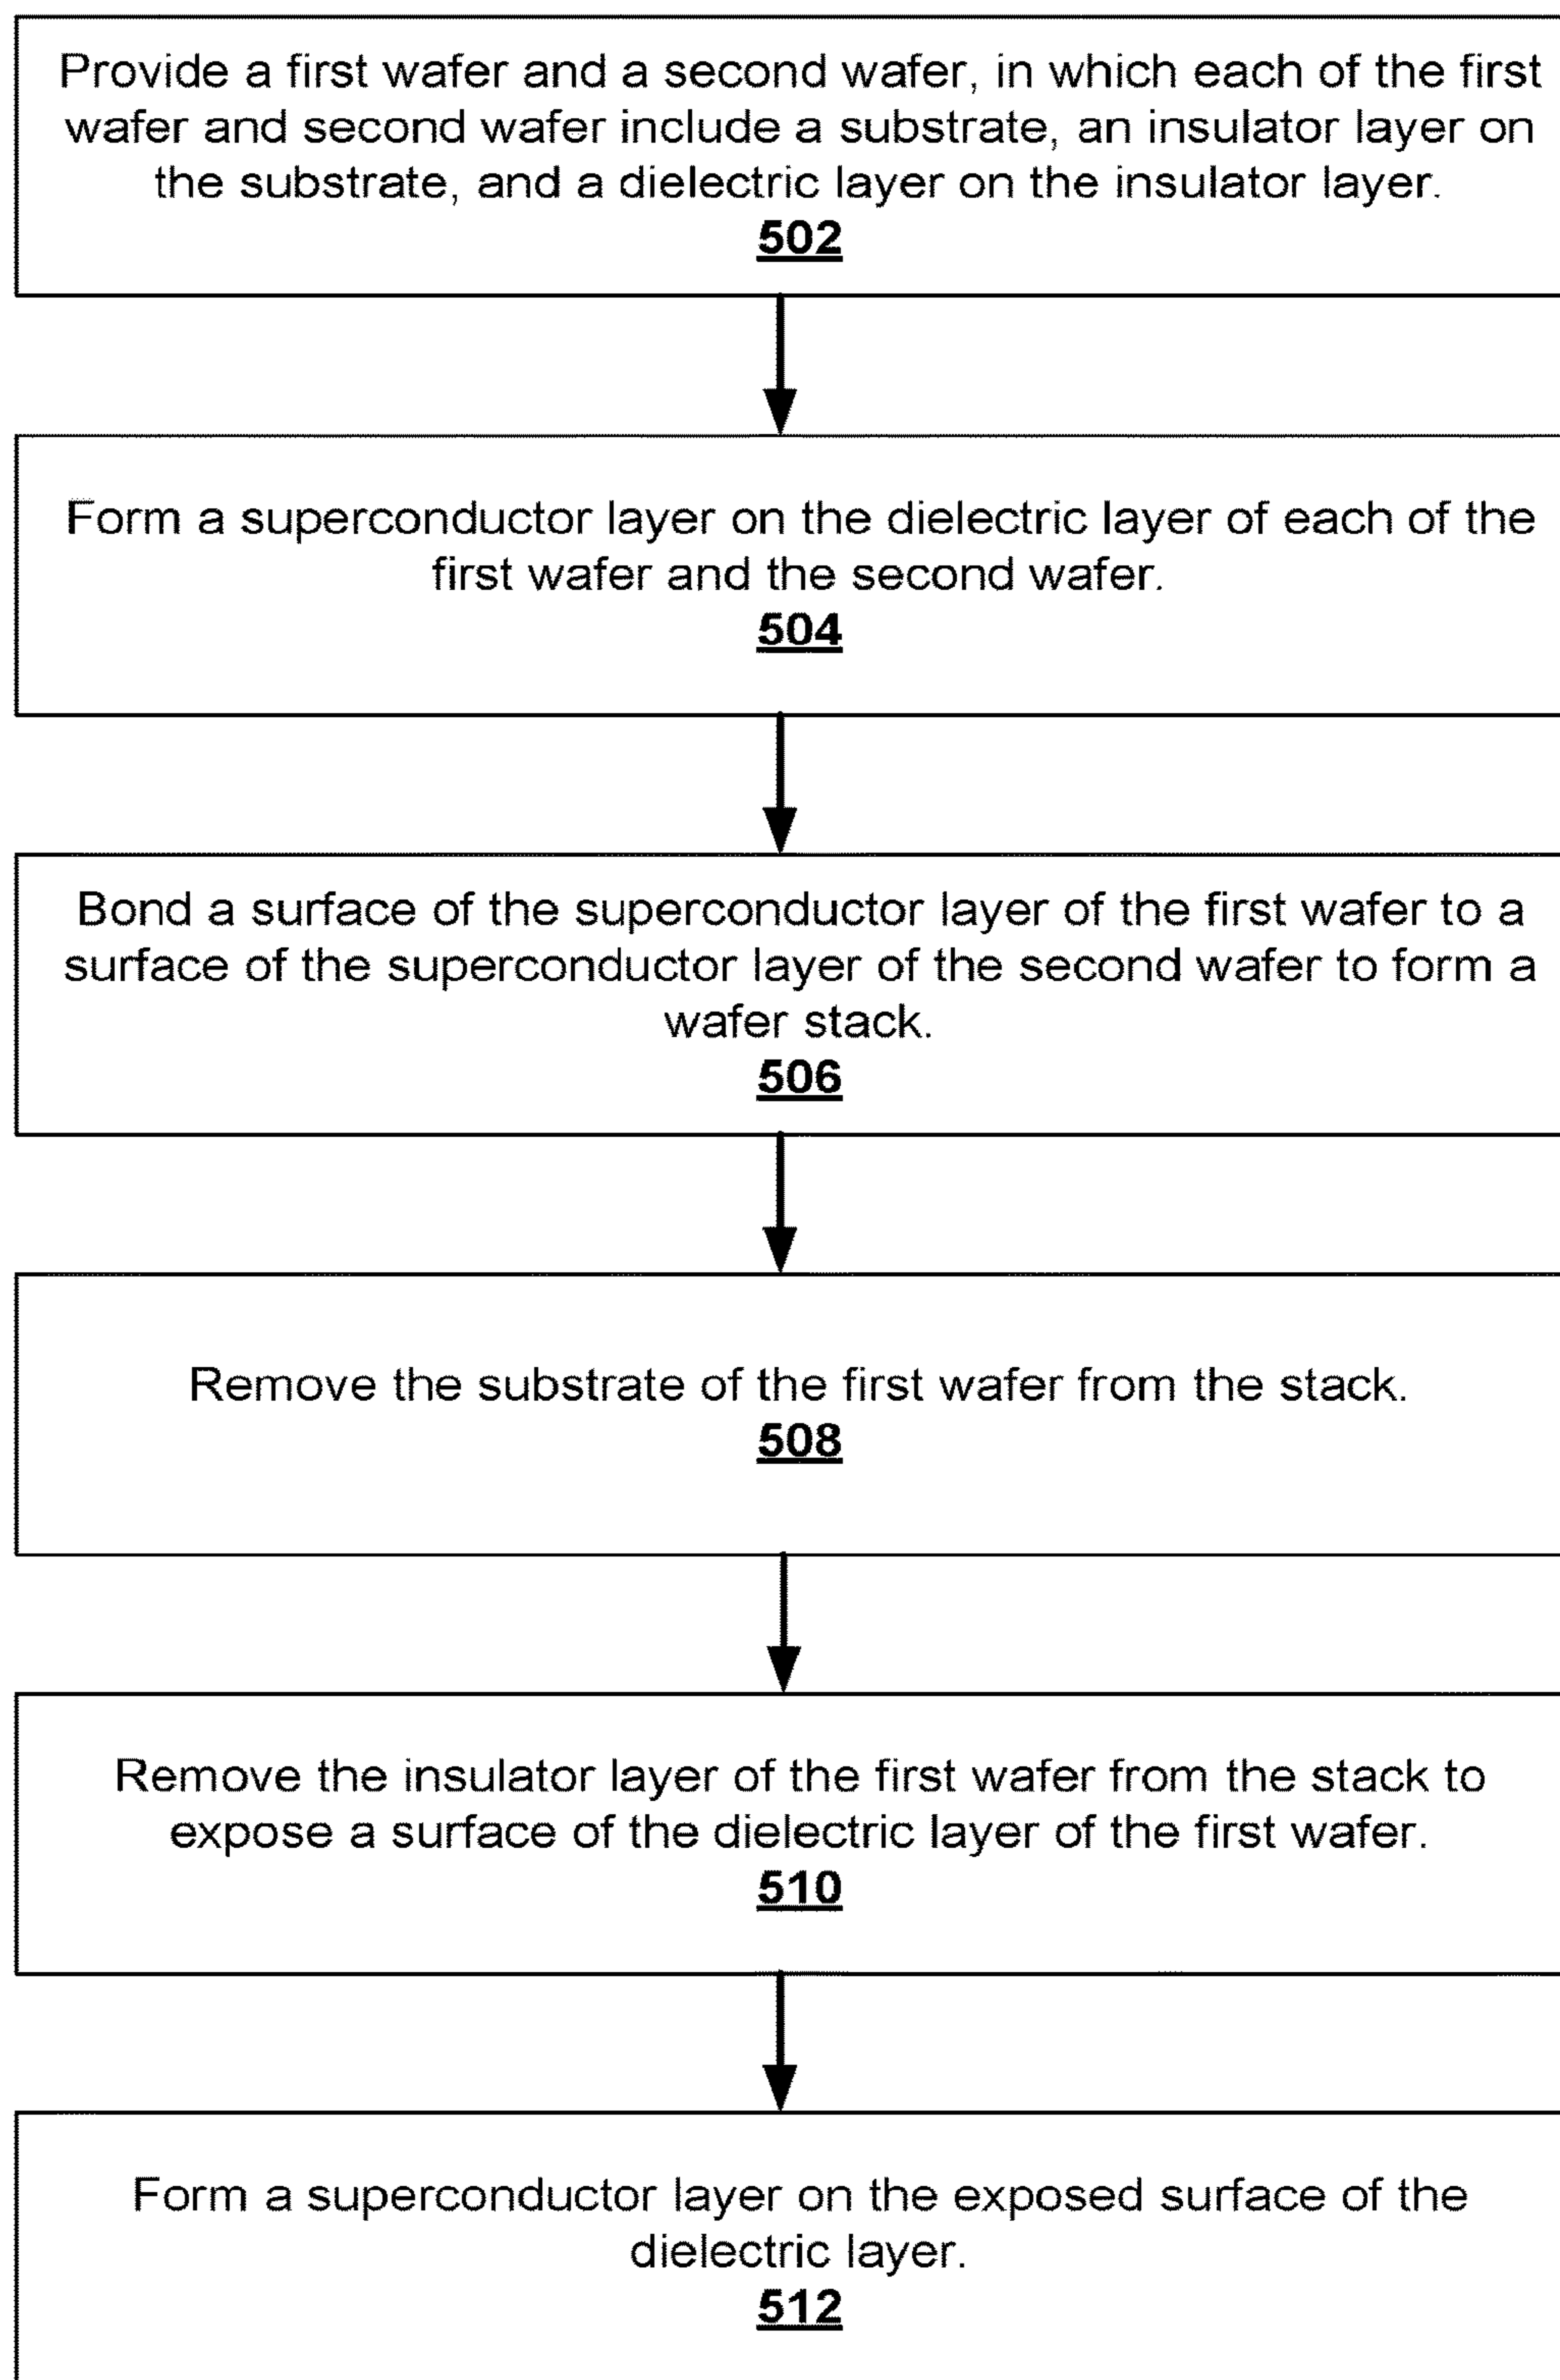 Provide a first wafer and a second wafer, in which each of the first
wafer and second wafer include a substrate, an insulator layer on
the substrate, and a dielectric layer on the insulator layer.
502
Form a superconductor layer on the dielectric layer of each of the
first wafer and the second wafer.
504
Bond a surface of the superconductor layer of the first wafer to a
surface of the superconductor layer of the second wafer to form a
wafer stack.
506
Remove the substrate of the first wafer from the stack.
508
Remove the insulator layer of the first wafer from the stack to
expose a surface of the dielectric layer of the first wafer.
510
Form a superconductor layer on the exposed surface of the
dielectric layer.
512